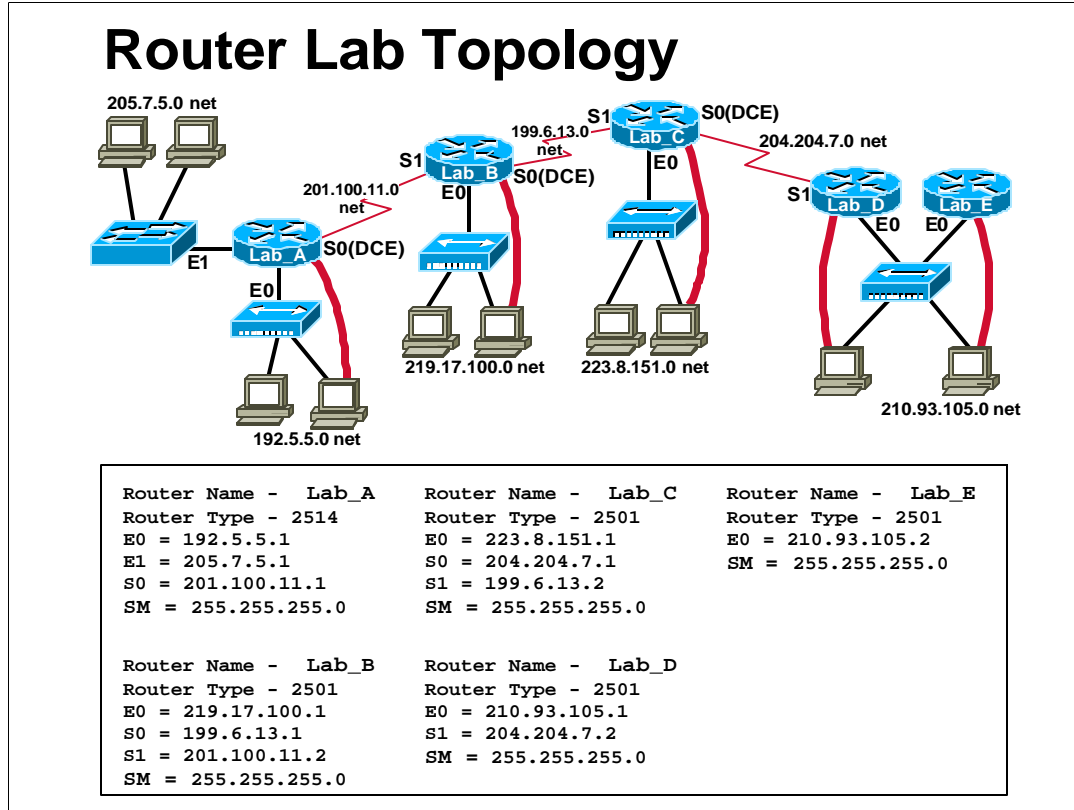 Router Lab Topology
205.7.5.0 net
S1
S0(DCE)
199.6.13.0
net
Lab_C
204.204.7.0 net
E0
S1
Lab_B
S0(DCE)
E0
201.100.11.0
net
S1
Lab_D
Lab_E
E0
E0
Lab_A
S0(DCE)
E1
E0
219.17.100.0 net
223.8.151.0 net
210.93.105.0 net
192.5.5.0 net
Router Name - Lab_A
Router Type - 2514
E0 = 192.5.5.1
E1 = 205.7.5.1
S0 = 201.100.11.1
SM = 255.255.255.0
Router Name - Lab_C
Router Type - 2501
E0 = 223.8.151.1
S0 = 204.204.7.1
S1 = 199.6.13.2
SM = 255.255.255.0
Router Name - Lab_E
Router Type - 2501
E0 = 210.93.105.2
SM = 255.255.255.0
Router Name - Lab_B
Router Type - 2501
E0 = 219.17.100.1
S0 = 199.6.13.1
S1 = 201.100.11.2
SM = 255.255.255.0
Router Name - Lab_D
Router Type - 2501
E0 = 210.93.105.1
S1 = 204.204.7.2
SM = 255.255.255.0